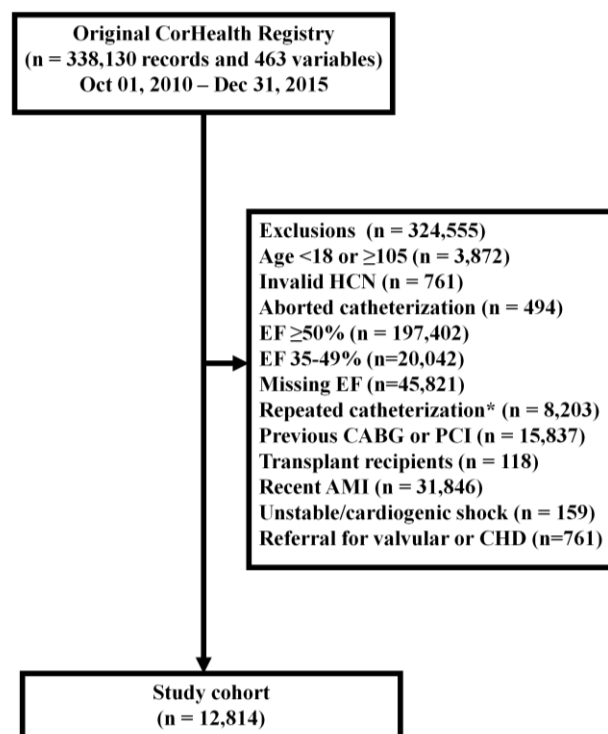 Original CorHealth Registry
(n = 338,130 records and 463 variables)
Oct 01, 2010 – Dec 31, 2015
Exclusions (n = 324,555)
Age <18 or ≥105 (n = 3,872)
Invalid HCN (n = 761)
Aborted catheterization (n = 494)
EF ≥50% (n = 197,402)
EF 35-49% (n=20,042)
Missing EF (n=45,821)
Repeated catheterization* (n = 8,203)
Previous CABG or PCI (n = 15,837)
Transplant recipients (n = 118)
Recent AMI (n = 31,846)
Unstable/cardiogenic shock (n = 159)
Referral for valvular or CHD (n=761)
Study cohort
(n = 12,814)